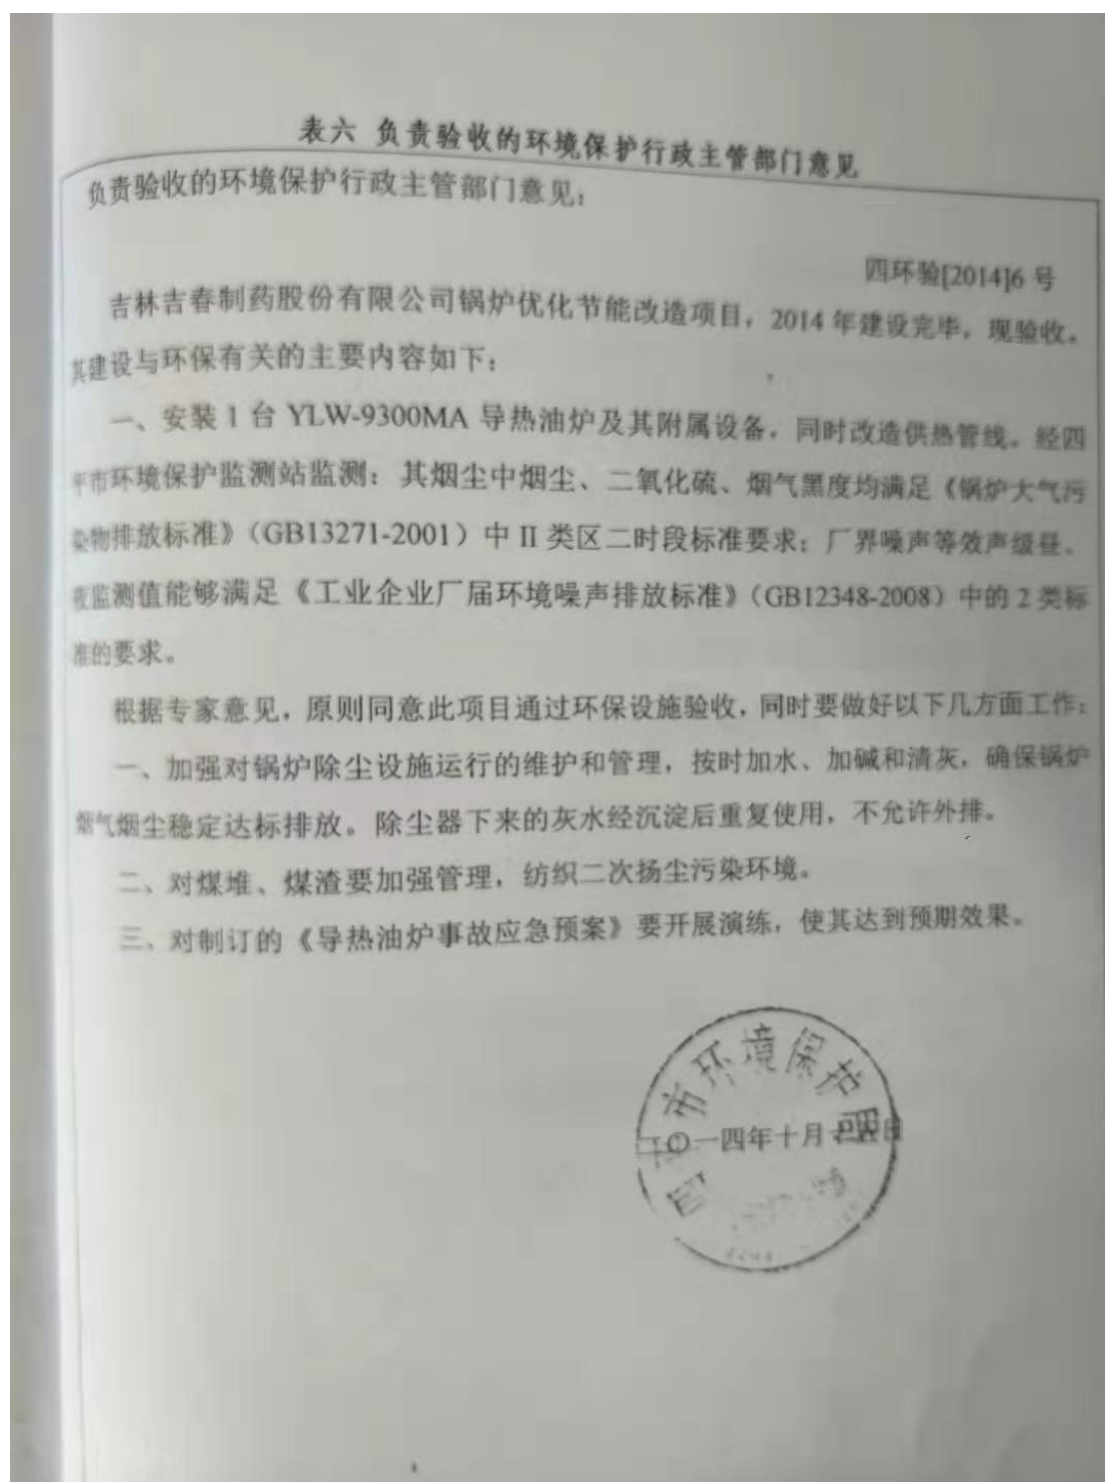 表六 负责验收的环境保护行政主管部门意见
负责验收的环境保护行政主管部门意见：
四环验[2014]6 号
吉林吉春制药股份有限公司锅炉优化节能改造项目，2014 年建设完毕，现验收。
其建设与环保有关的主要内容如下：
一、安装 1 台 YLW-9300MA 导热油炉及其附属设备，同时改造供热管线。经四
平市环境保护监测站监测：其烟尘中烟尘、二氧化硫、烟气黑度均满足《锅炉大气污
染物排放标准》（GB13271-2001）中 II 类区二时段标准要求；厂界噪声等效声级昼、
夜监测值能够满足《工业企业厂届环境噪声排放标准》（GB12348-2008）中的 2 类标
准的要求。
根据专家意见，原则同意此项目通过环保设施验收，同时要做好以下几方面工作：
一、加强对锅炉除尘设施运行的维护和管理，按时加水、加碱和清灰，确保锅炉
烟气烟尘稳定达标排放。除尘器下来的灰水经沉淀后重复使用，不允许外排。
二、对煤堆、煤渣要加强管理，纺织二次扬尘污染环境。
三、对制订的《导热油炉事故应急预案》要开展演练，使其达到预期效果。
市环境保护局
一四年十月 日